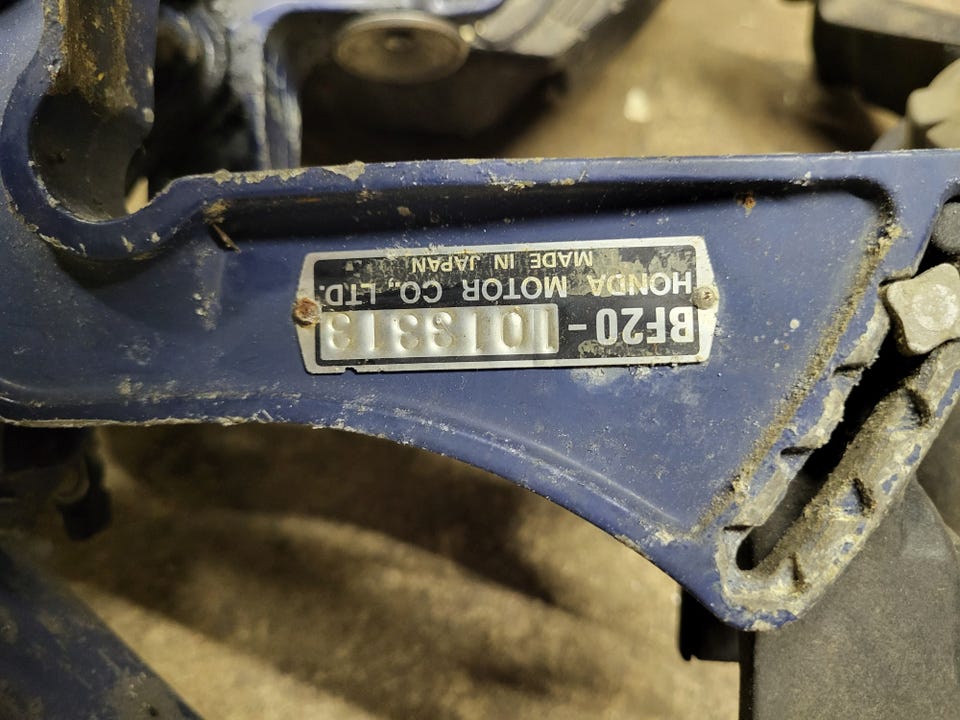 BF20-1013313
HONDA MOTOR CO., LTD.
MADE IN JAPAN